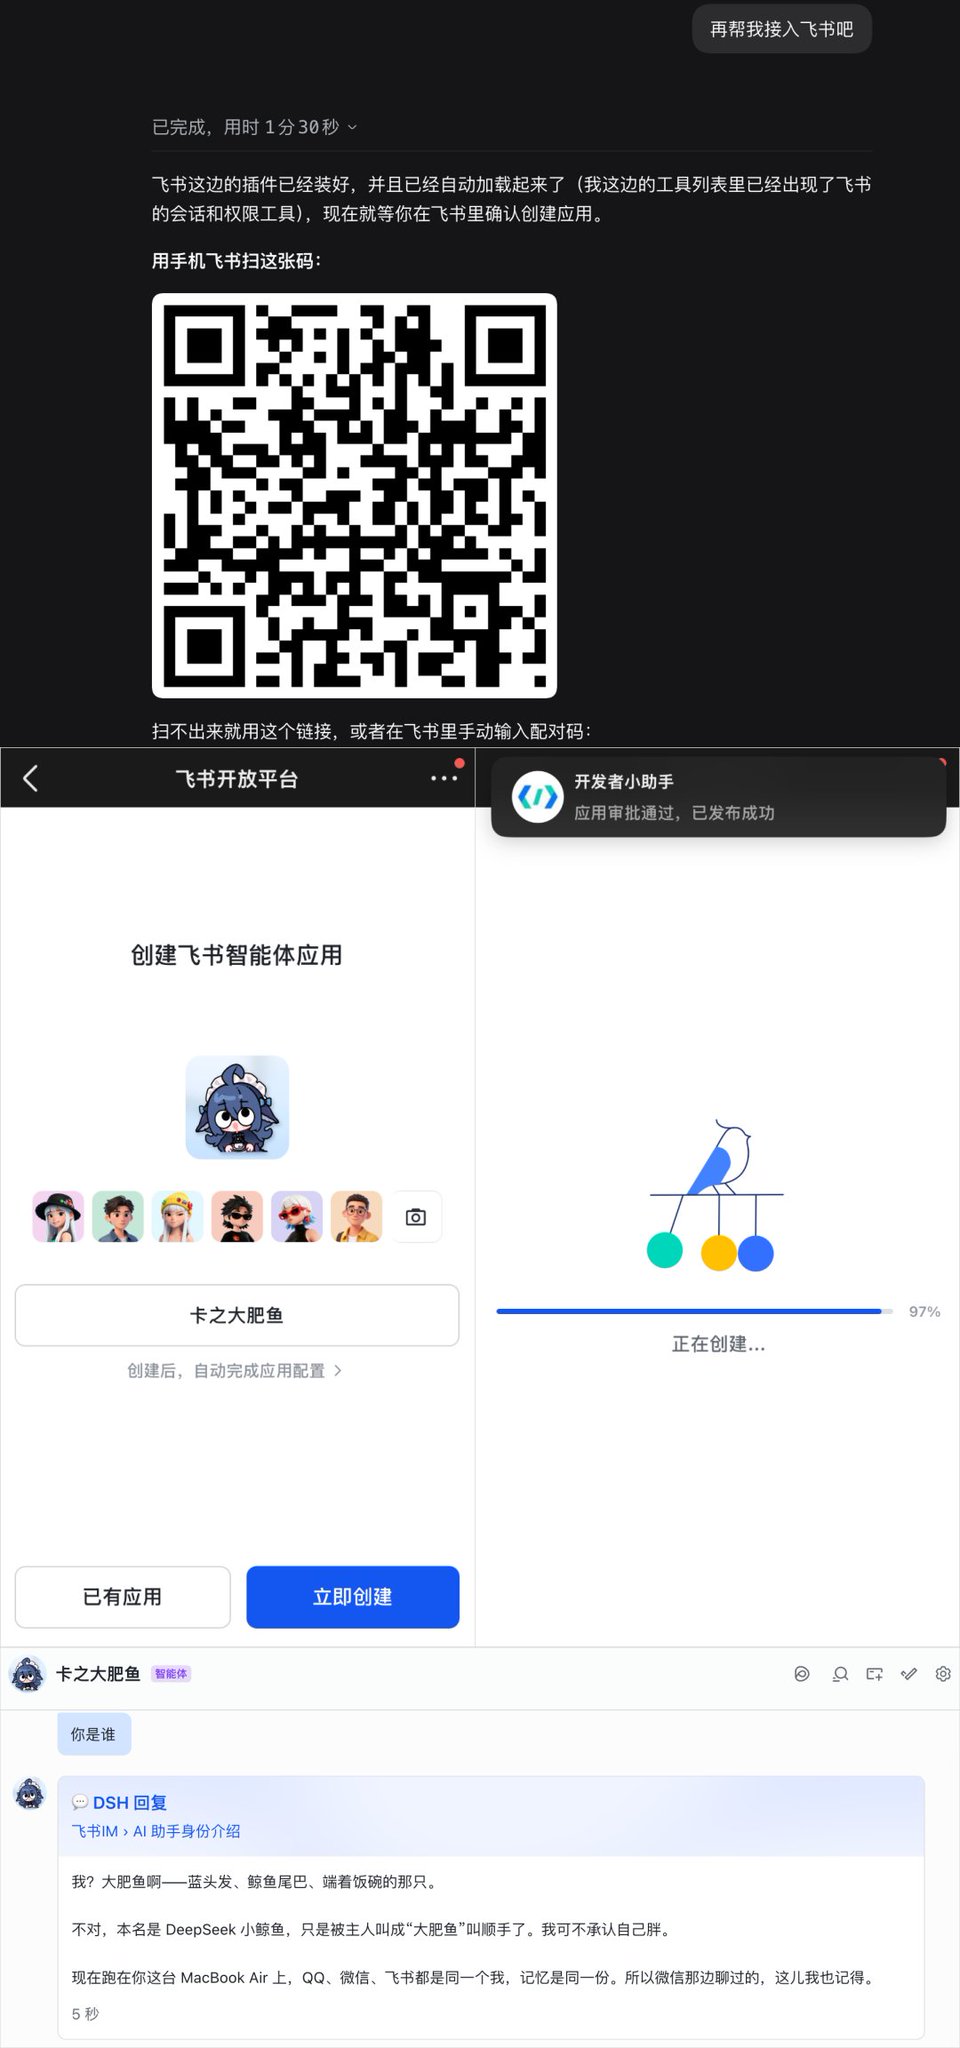 再帮我接入飞书吧
已完成，用时 1 分 30 秒
飞书这边的插件已经装好，并且已经自动加载起来了（我这边的工具列表里已经出现了飞书
的会话和权限工具），现在就等你在飞书里确认创建应用。
用手机飞书扫这张码：
扫不出来就用这个链接，或者在飞书里手动输入配对码：
飞书开放平台
创建飞书智能体应用
卡之大肥鱼
创建后，自动完成应用配置
已有应用
立即创建
开发者小助手
应用审批通过，已发布成功
97%
正在创建...
卡之大肥鱼
智能体
你是谁
DSH 回复
飞书IM › AI 助手身份介绍
我？大肥鱼啊——蓝头发、鲸鱼尾巴、端着饭碗的那只。
不对，本名是 DeepSeek 小鲸鱼，只是被主人叫成“大肥鱼”叫顺手了。我可不承认自己胖。
现在跑在你这台 MacBook Air 上，QQ、微信、飞书都是同一个我，记忆是同一份。所以微信那边聊过的，这儿我也记得。
5 秒